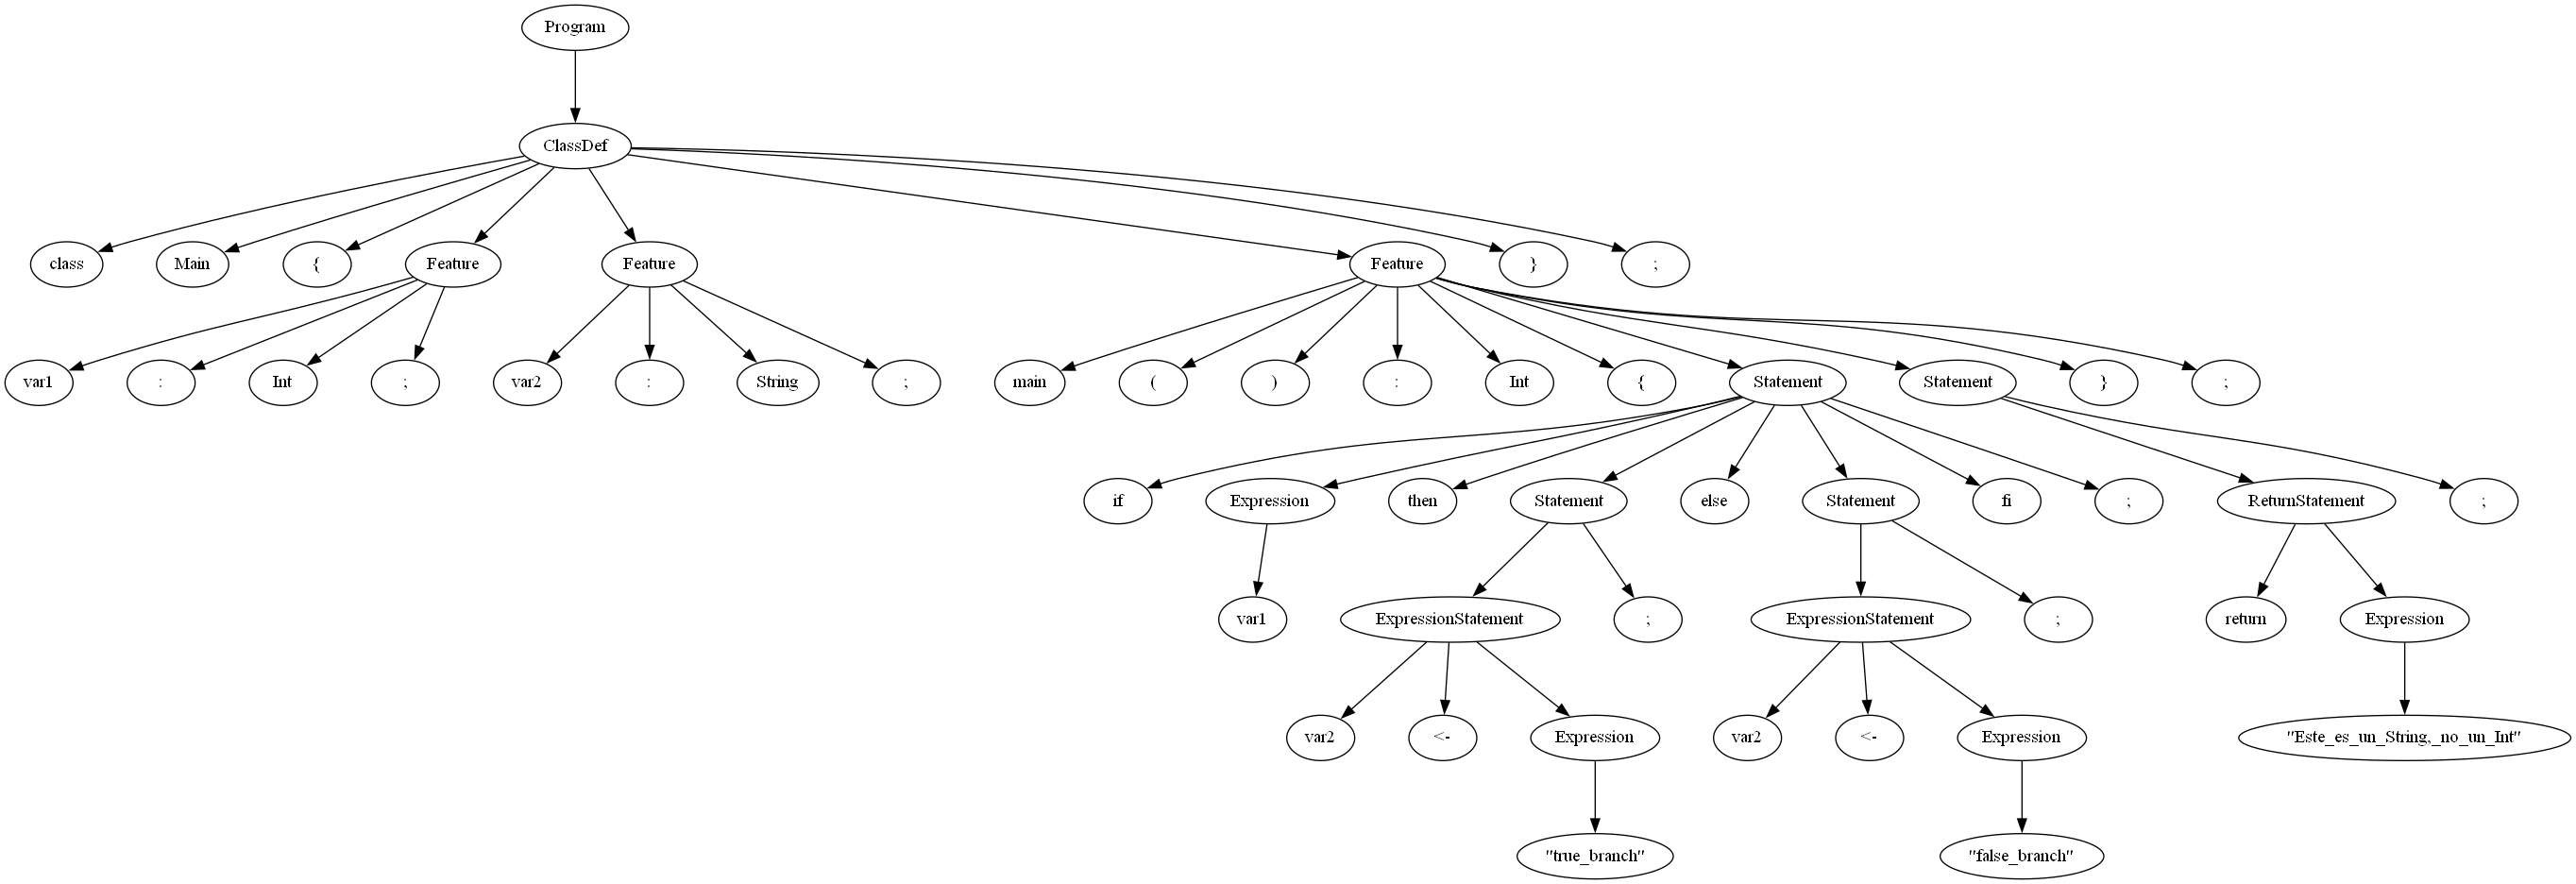 Program
ClassDef
class Main { Feature Feature Feature } ;
var1 : Int ; var2 : String ; main ( ) : Int { Statement Statement } ;
if Expression then Statement else Statement fi ; ReturnStatement ;
var1 ExpressionStatement ; ExpressionStatement ; return Expression
var2 <- Expression var2 <- Expression "Este_es_un_String,_no_un_Int"
"true_branch" "false_branch"